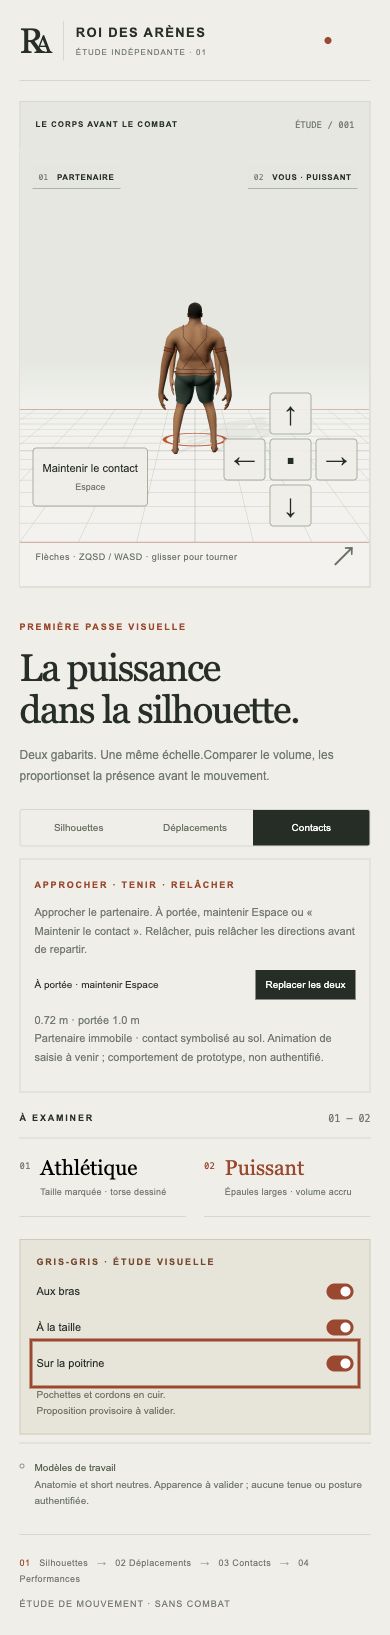 RA
ROI DES ARÈNES
ÉTUDE INDÉPENDANTE · 01
LE CORPS AVANT LE COMBAT
ÉTUDE / 001
01 PARTENAIRE
02 VOUS · PUISSANT
↑
Maintenir le contact
Espace
← ▪ →
↓
Flèches · ZQSD / WASD · glisser pour tourner
PREMIÈRE PASSE VISUELLE
La puissance
dans la silhouette.
Deux gabarits. Une même échelle.Comparer le volume, les
proportionset la présence avant le mouvement.
Silhouettes
Déplacements
Contacts
APPROCHER · TENIR · RELÂCHER
Approcher le partenaire. À portée, maintenir Espace ou «
Maintenir le contact ». Relâcher, puis relâcher les directions avant
de repartir.
À portée · maintenir Espace
Replacer les deux
0.72 m · portée 1.0 m
Partenaire immobile · contact symbolisé au sol. Animation de
saisie à venir ; comportement de prototype, non authentifié.
À EXAMINER
01 — 02
01 Athlétique
Taille marquée · torse dessiné
02 Puissant
Épaules larges · volume accru
GRIS-GRIS · ÉTUDE VISUELLE
Aux bras
À la taille
Sur la poitrine
Pochettes et cordons en cuir.
Proposition provisoire à valider.
Modèles de travail
Anatomie et short neutres. Apparence à valider ; aucune tenue ou posture
authentifiée.
01 Silhouettes → 02 Déplacements → 03 Contacts → 04
Performances
ÉTUDE DE MOUVEMENT · SANS COMBAT